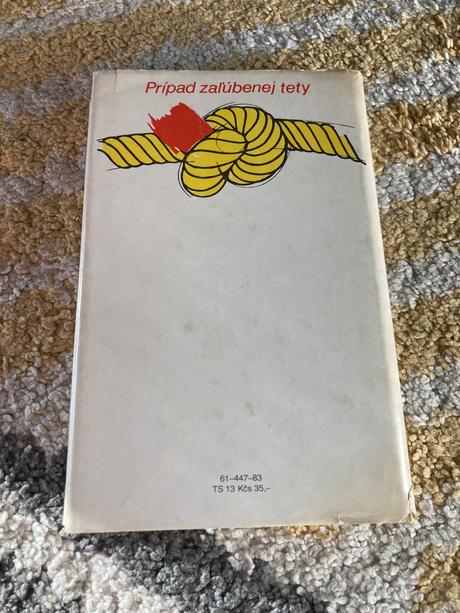 Prípad zaľúbenej tety
61–447–83
TS 13 Kčs 35,–